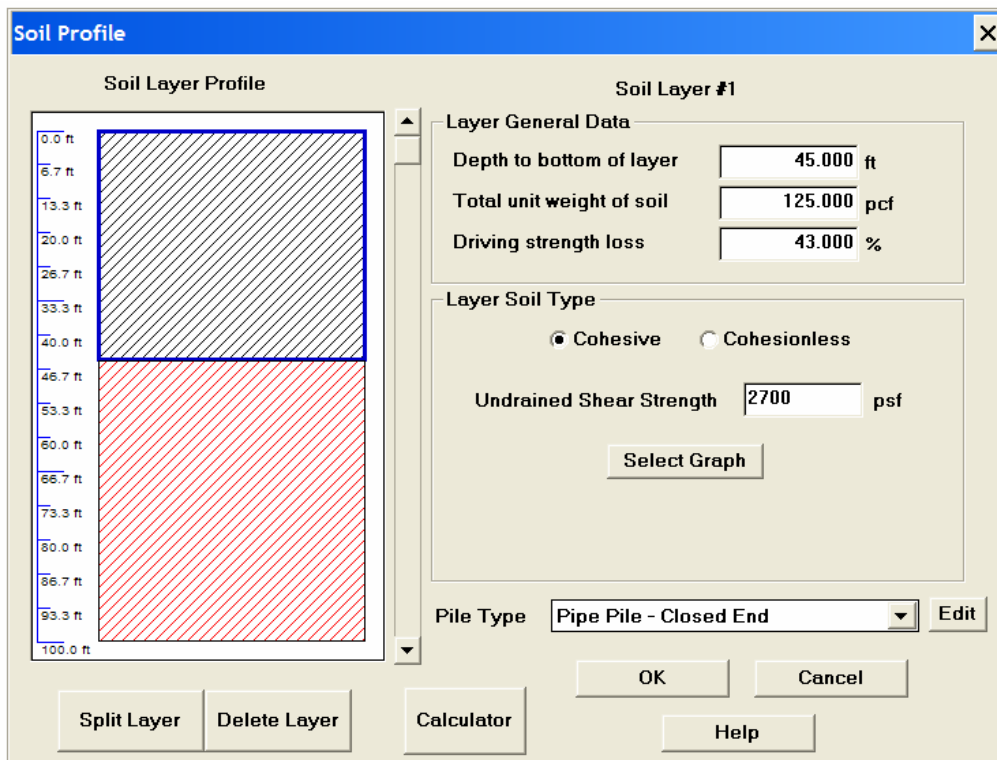 Soil Profile
Soil Layer Profile
0.0 ft
6.7 ft
13.3 ft
20.0 ft
26.7 ft
33.3 ft
40.0 ft
46.7 ft
53.3 ft
60.0 ft
66.7 ft
73.3 ft
80.0 ft
86.7 ft
93.3 ft
100.0 ft
Split Layer Delete Layer
Calculator
Soil Layer #1
Layer General Data
Depth to bottom of layer 45.000 ft
Total unit weight of soil 125.000 pcf
Driving strength loss 43.000 %
Layer Soil Type
Cohesive Cohesionless
Undrained Shear Strength 2700 psf
Select Graph
Pile Type Pipe Pile - Closed End Edit
OK Cancel
Help